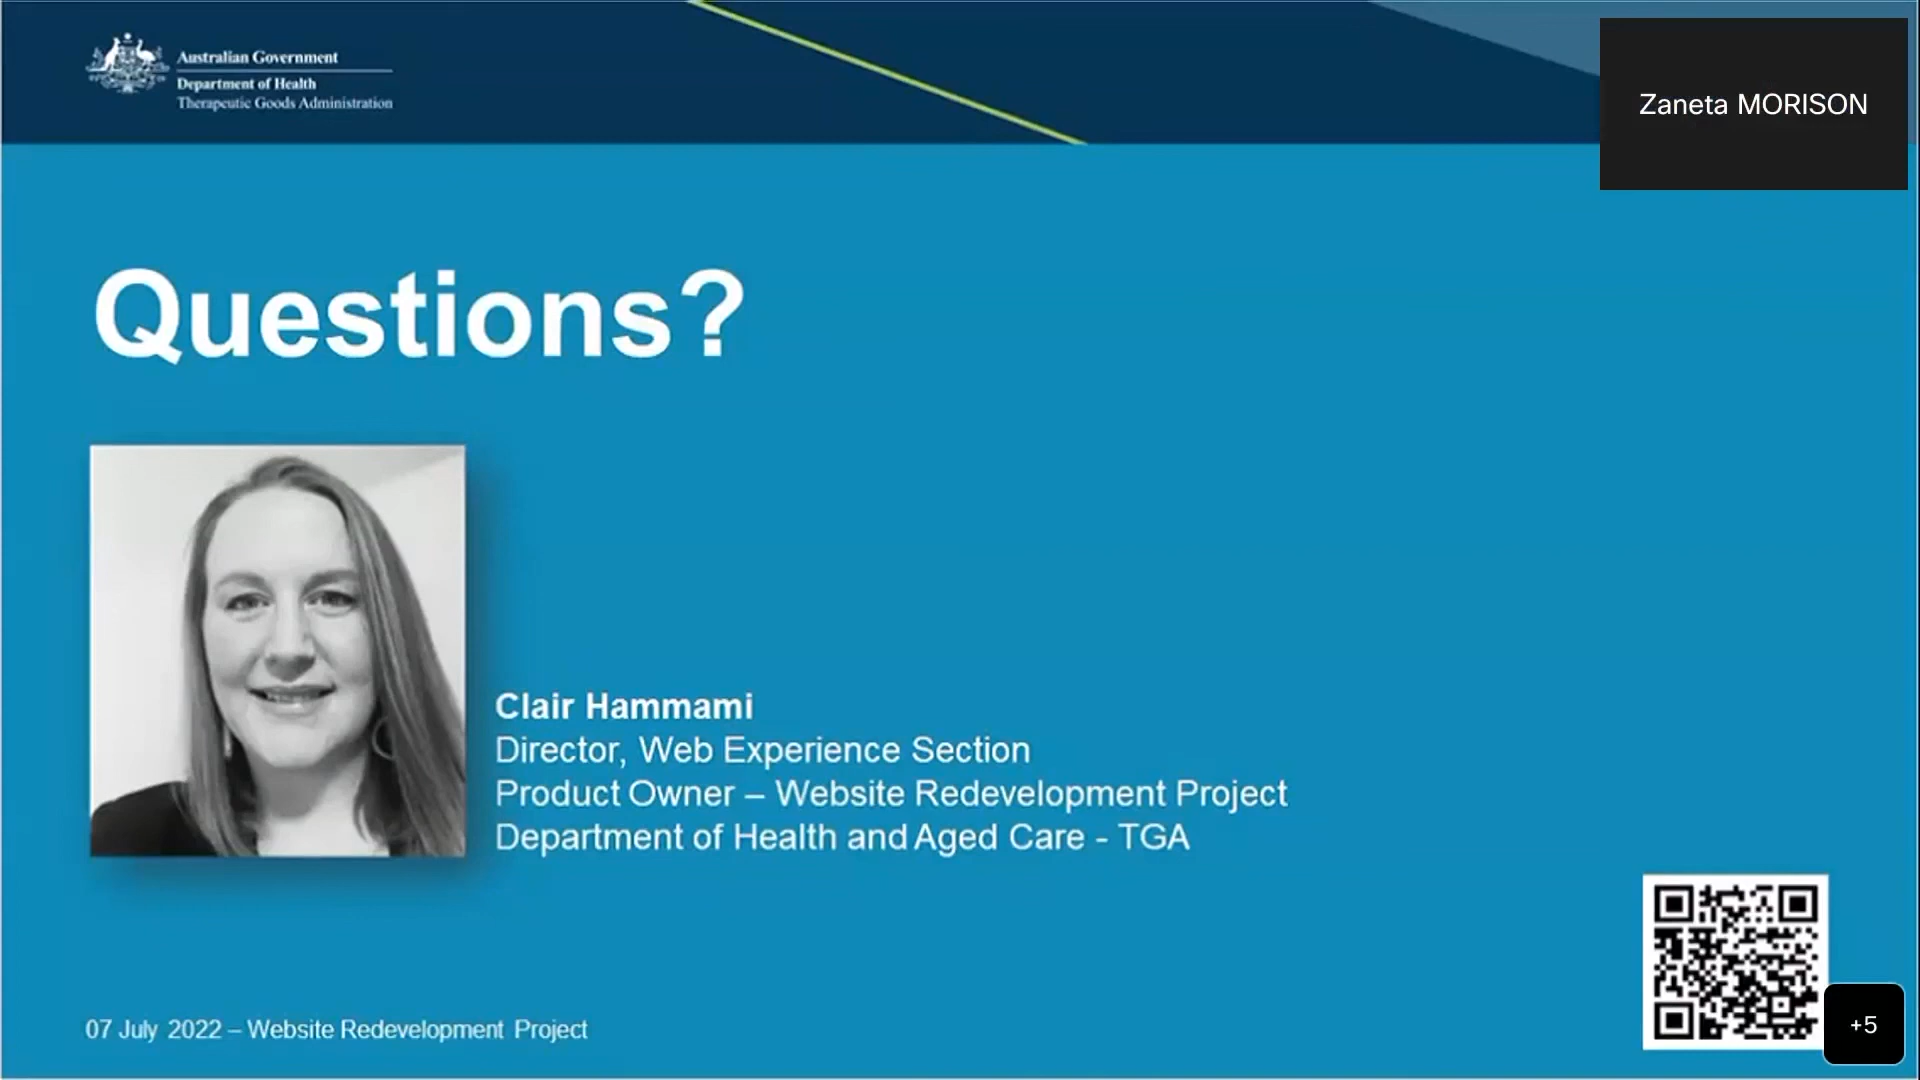 Australian Government
Department of Health
Therapeutic Goods Administration
Zaneta MORISON
Questions?
Clair Hammami
Director, Web Experience Section
Product Owner – Website Redevelopment Project
Department of Health and Aged Care - TGA
07 July 2022 – Website Redevelopment Project
+5